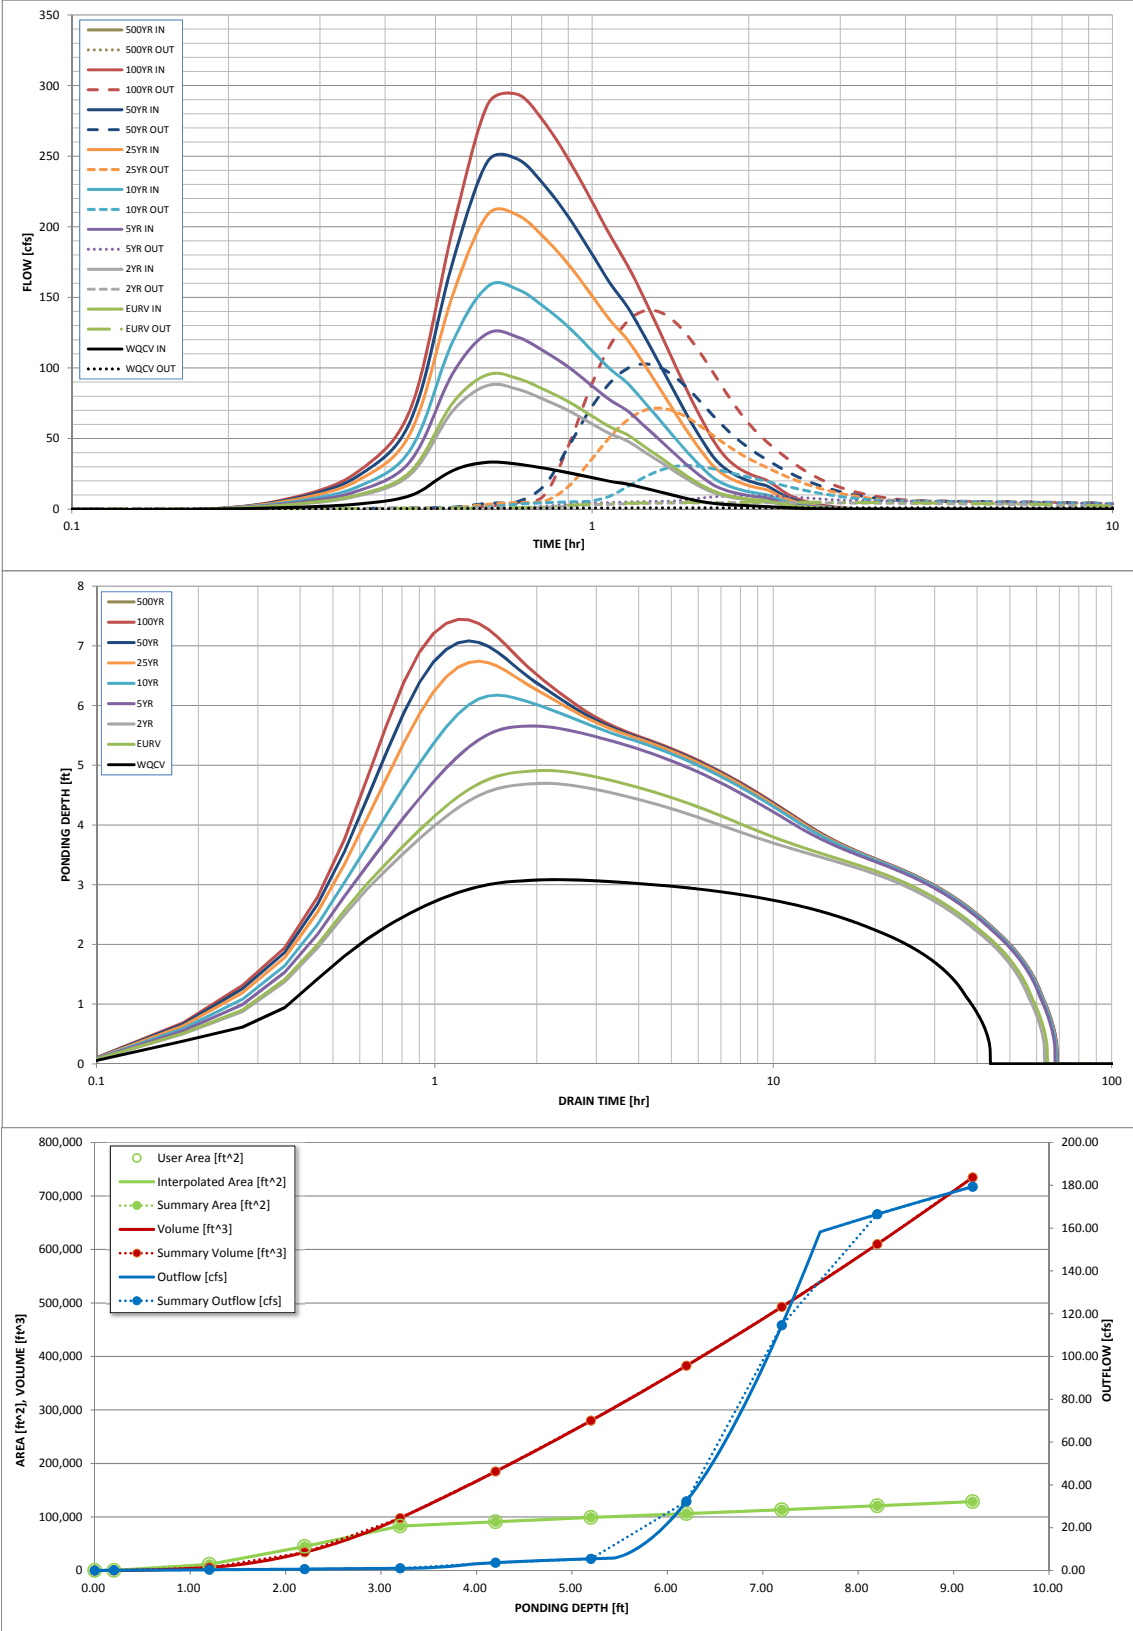 350
300
250
200
150
100
50
0
FLOW [cfs]
500YR IN
500YR OUT
100YR IN
100YR OUT
50YR IN
50YR OUT
25YR IN
25YR OUT
10YR IN
10YR OUT
5YR IN
5YR OUT
2YR IN
2YR OUT
EURV IN
EURV OUT
WQCV IN
WQCV OUT
0.1 1 10
TIME [hr]
8
7
6
5
4
3
2
1
0
PONDING DEPTH [ft]
500YR
100YR
50YR
25YR
10YR
5YR
2YR
EURV
WQCV
0.1 1 10 100
DRAIN TIME [hr]
800,000
700,000
600,000
500,000
400,000
300,000
200,000
100,000
0
AREA [ft^2], VOLUME [ft^3]
User Area [ft^2]
Interpolated Area [ft^2]
Summary Area [ft^2]
Volume [ft^3]
Summary Volume [ft^3]
Outflow [cfs]
Summary Outflow [cfs]
200.00
180.00
160.00
140.00
120.00
100.00
80.00
60.00
40.00
20.00
0.00
OUTFLOW [cfs]
0.00 1.00 2.00 3.00 4.00 5.00 6.00 7.00 8.00 9.00 10.00
PONDING DEPTH [ft]